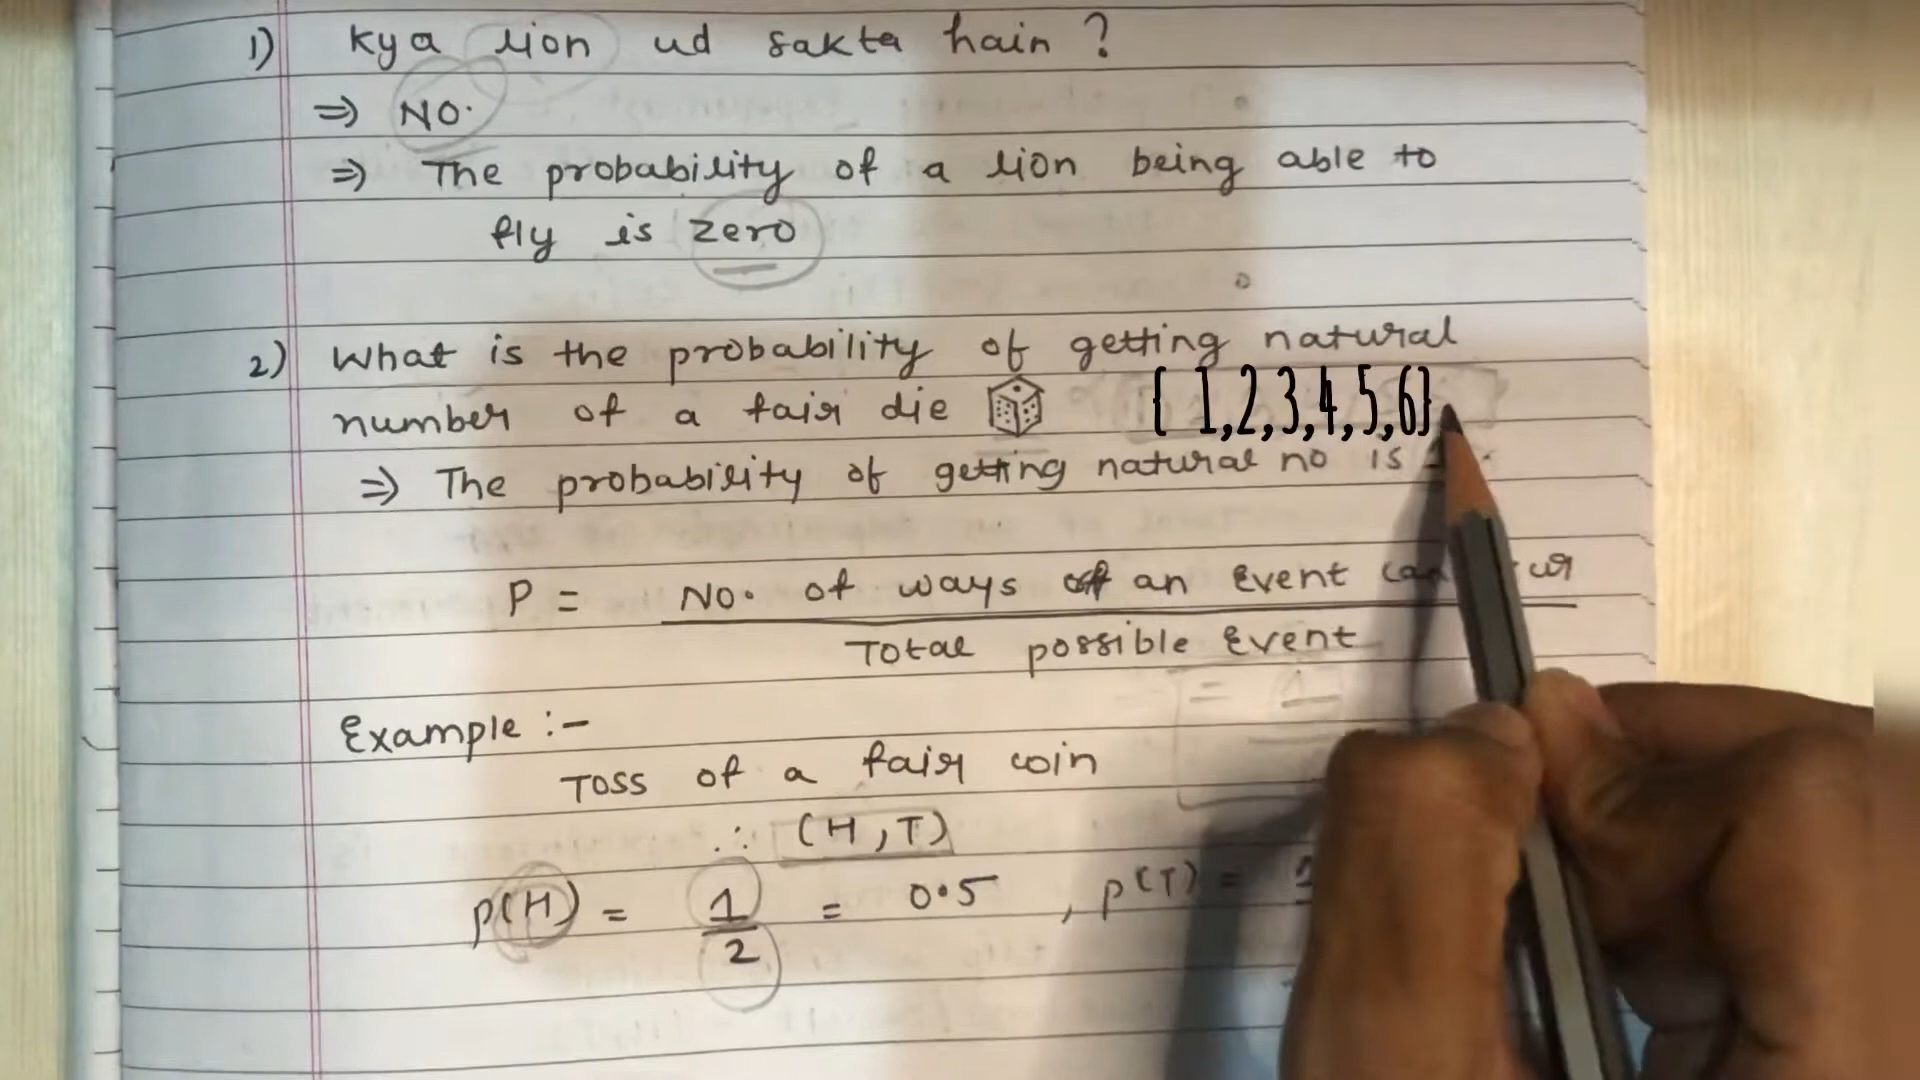 1) Kya lion ud sakta hain ?
⇒ NO.
⇒ The probability of a lion being able to
fly is zero
2) What is the probability of getting natural
number of a fair die { 1,2,3,4,5,6}
⇒ The probability of getting natural no is
P = No. of ways of an Event
Total possible Event
= 1
Example :-
Toss of a fair coin
∴ (H,T)
P(H) = 1/2 = 0.5 , P(T) = 1